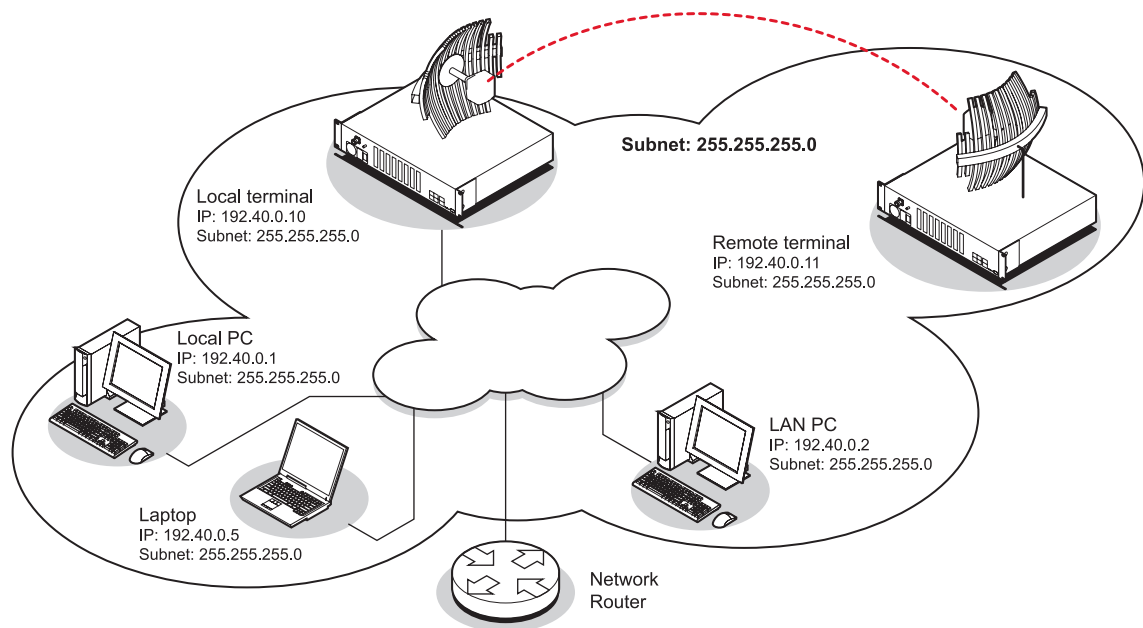 Subnet: 255.255.255.0
Local terminal
IP: 192.40.0.10
Subnet: 255.255.255.0
Remote terminal
IP: 192.40.0.11
Subnet: 255.255.255.0
Local PC
IP: 192.40.0.1
Subnet: 255.255.255.0
LAN PC
IP: 192.40.0.2
Subnet: 255.255.255.0
Laptop
IP: 192.40.0.5
Subnet: 255.255.255.0
Network
Router